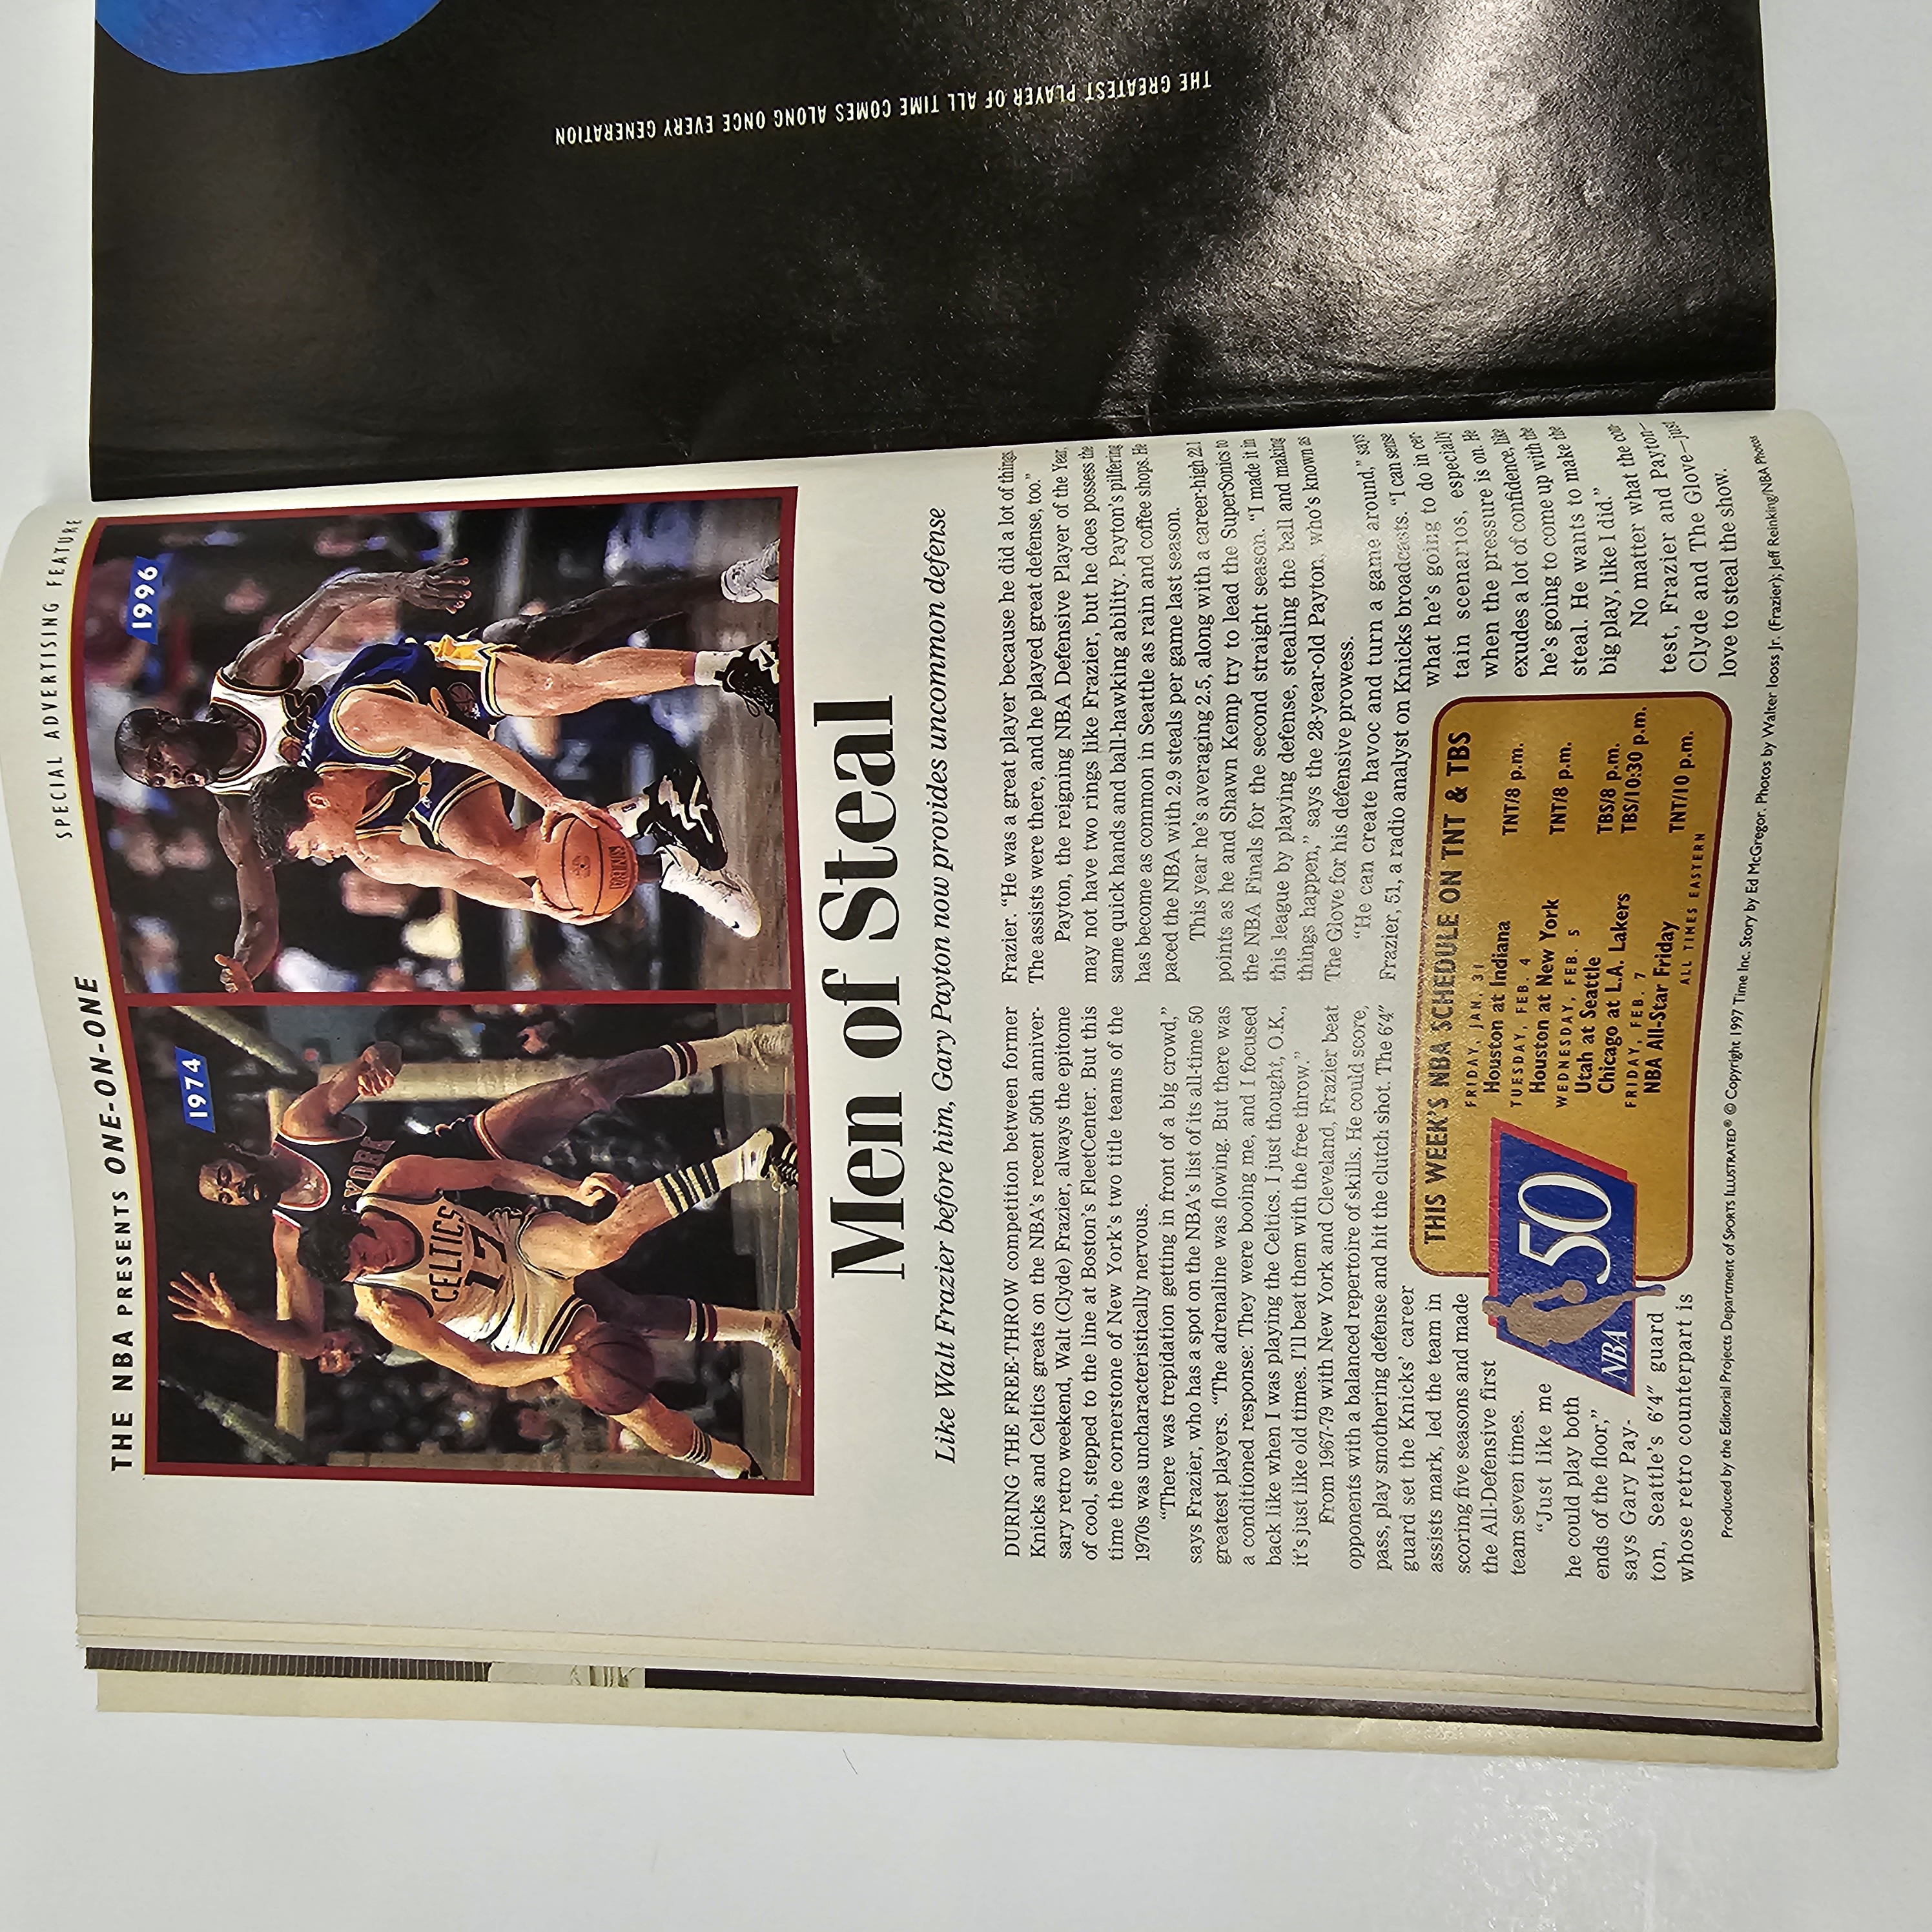 THE NBA PRESENTS ONE-ON-ONE
SPECIAL ADVERTISING FEATURE
1974
1996
YORK
CELTICS
17
Men of Steal
Like Walt Frazier before him, Gary Payton now provides uncommon defense
DURING THE FREE-THROW competition between former
Knicks and Celtics greats on the NBA's recent 50th anniver-
sary retro weekend, Walt (Clyde) Frazier, always the epitome
of cool, stepped to the line at Boston's FleetCenter. But this
time the cornerstone of New York's two title teams of the
1970s was uncharacteristically nervous.
"There was trepidation getting in front of a big crowd,"
says Frazier, who has a spot on the NBA's list of its all-time 50
greatest players. "The adrenaline was flowing. But there was
a conditioned response: They were booing me, and I focused
back like when I was playing the Celtics. I just thought, O.K.,
it's just like old times. I'll beat them with the free throw."
From 1967-79 with New York and Cleveland, Frazier beat
opponents with a balanced repertoire of skills. He could score,
pass, play smothering defense and hit the clutch shot. The 6'4"
guard set the Knicks' career
assists mark, led the team in
scoring five seasons and made
the All-Defensive first
team seven times.
"Just like me
he could play both
ends of the floor,"
says Gary Pay-
ton, Seattle's 6'4" guard
whose retro counterpart is
Frazier. "He was a great player because he did a lot of things.
The assists were there, and he played great defense, too."
Payton, the reigning NBA Defensive Player of the Year,
may not have two rings like Frazier, but he does possess the
same quick hands and ball-hawking ability. Payton's pilfering
has become as common in Seattle as rain and coffee shops. He
paced the NBA with 2.9 steals per game last season.
This year he's averaging 2.5, along with a career-high 22.1
points as he and Shawn Kemp try to lead the SuperSonics to
the NBA Finals for the second straight season. "I made it in
this league by playing defense, stealing the ball and making
things happen," says the 28-year-old Payton, who's known as
The Glove for his defensive prowess.
"He can create havoc and turn a game around," says
Frazier, 51, a radio analyst on Knicks broadcasts. "I can sense
what he's going to do in cer-
tain scenarios, especially
when the pressure is on. He
exudes a lot of confidence, like
he's going to come up with the
steal. He wants to make the
big play, like I did."
No matter what the con-
test, Frazier and Payton—
Clyde and The Glove—just
love to steal the show.
THIS WEEK'S NBA SCHEDULE ON TNT & TBS
FRIDAY, JAN. 31
Houston at Indiana TNT/8 p.m.
TUESDAY, FEB. 4
Houston at New York TNT/8 p.m.
WEDNESDAY, FEB. 5
Utah at Seattle TBS/8 p.m.
Chicago at L.A. Lakers TBS/10:30 p.m.
FRIDAY, FEB. 7
NBA All-Star Friday TNT/10 p.m.
ALL TIMES EASTERN
NBA 50
Produced by the Editorial Projects Department of SPORTS ILLUSTRATED® © Copyright 1997 Time Inc. Story by Ed McGregor. Photos by Walter Iooss Jr. (Frazier); Jeff Reinking/NBA Photos
THE GREATEST PLAYER OF ALL TIME COMES ALONG ONCE EVERY GENERATION